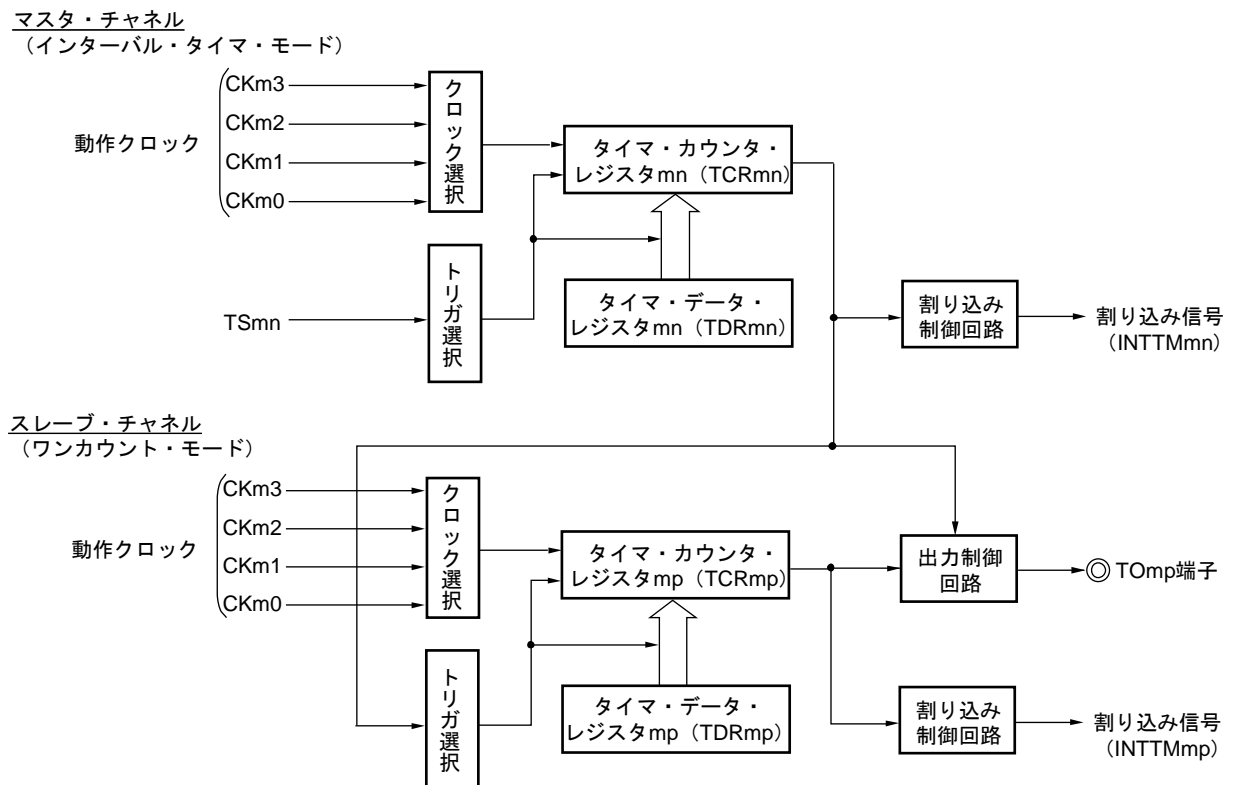 マスタ・チャネル
（インターバル・タイマ・モード）
動作クロック
CKm3
CKm2
CKm1
CKm0
クロック選択
タイマ・カウンタ・
レジスタmn（TCRmn）
TSmn
トリガ選択
タイマ・データ・
レジスタmn（TDRmn）
割り込み
制御回路
割り込み信号
（INTTMmn）
スレーブ・チャネル
（ワンカウント・モード）
動作クロック
CKm3
CKm2
CKm1
CKm0
クロック選択
タイマ・カウンタ・
レジスタmp（TCRmp）
出力制御
回路
TOmp端子
トリガ選択
タイマ・データ・
レジスタmp（TDRmp）
割り込み
制御回路
割り込み信号
（INTTMmp）